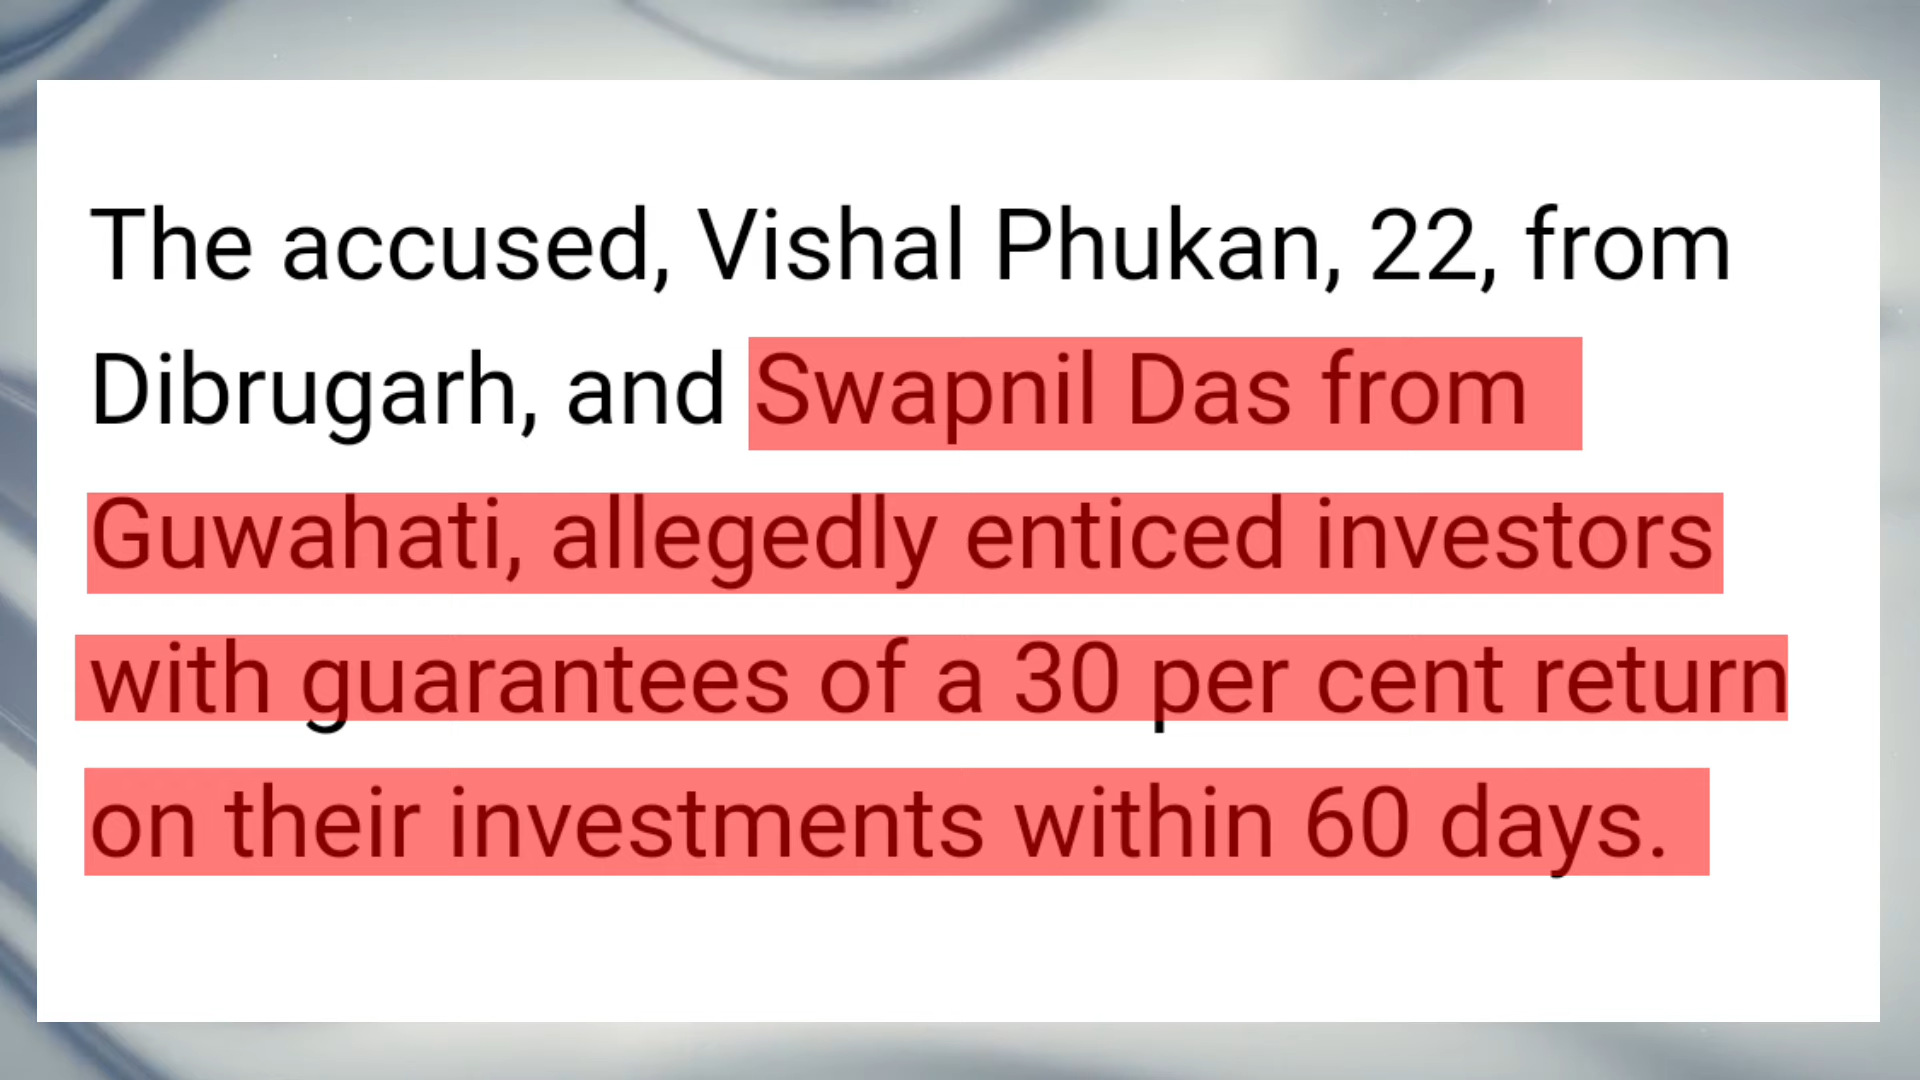 The accused, Vishal Phukan, 22, from
Dibrugarh, and Swapnil Das from
Guwahati, allegedly enticed investors
with guarantees of a 30 per cent return
on their investments within 60 days.